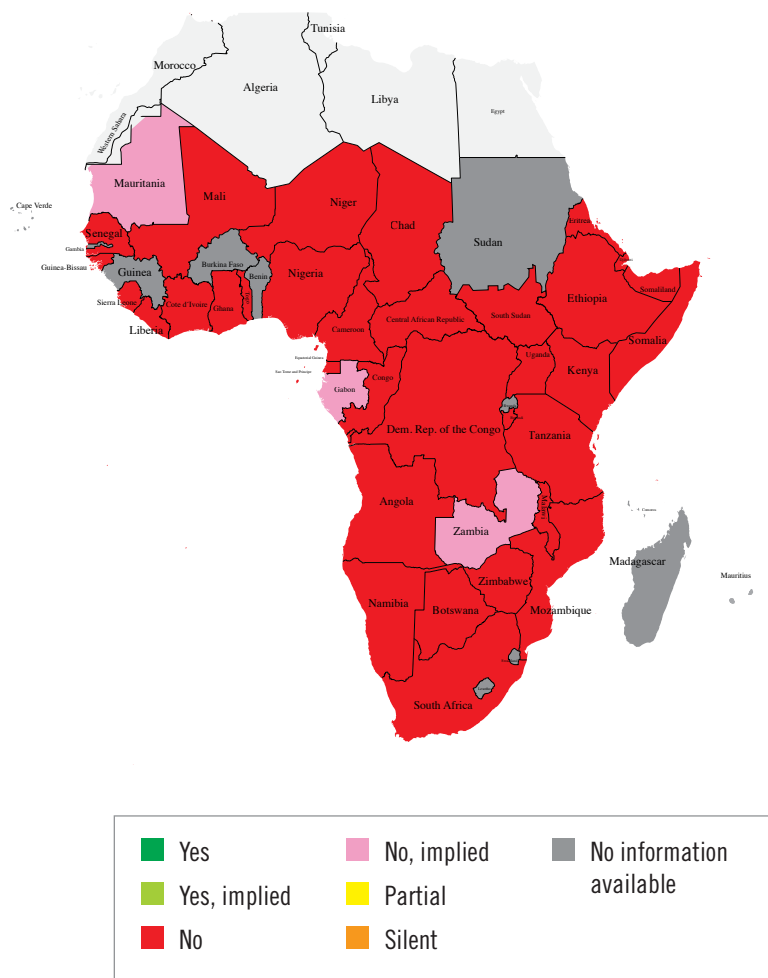 Tunisia
Morocco
Algeria
Libya
Egypt
Western Sahara
Mauritania
Mali
Niger
Chad
Sudan
Eritrea
Cape Verde
Senegal
Gambia
Guinea-Bissau
Guinea
Burkina Faso
Benin
Nigeria
Togo
Sierra Leone
Cote d'Ivoire
Ghana
Liberia
Cameroon
Central African Republic
South Sudan
Ethiopia
Somaliland
Somalia
Equatorial Guinea
Sao Tome and Principe
Gabon
Congo
Uganda
Kenya
Dem. Rep. of the Congo
Tanzania
Angola
Zambia
Malawi
Comoros
Madagascar
Mauritius
Zimbabwe
Namibia
Botswana
Mozambique
Lesotho
South Africa
Yes
Yes, implied
No
No, implied
Partial
Silent
No information
available